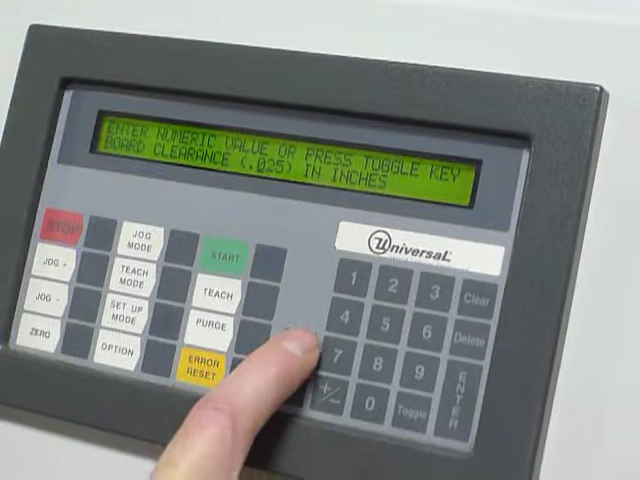 ENTER NUMERIC VALUE OR PRESS TOGGLE KEY
BOARD CLEARANCE (.025) IN INCHES
UniversaL
STOP
JOG MODE
START
1
2
3
Clear
JOG +
TEACH MODE
TEACH
4
5
6
Delete
JOG -
SET UP MODE
PURGE
7
8
9
ENTER
ZERO
OPTION
ERROR RESET
+/-
0
Toggle